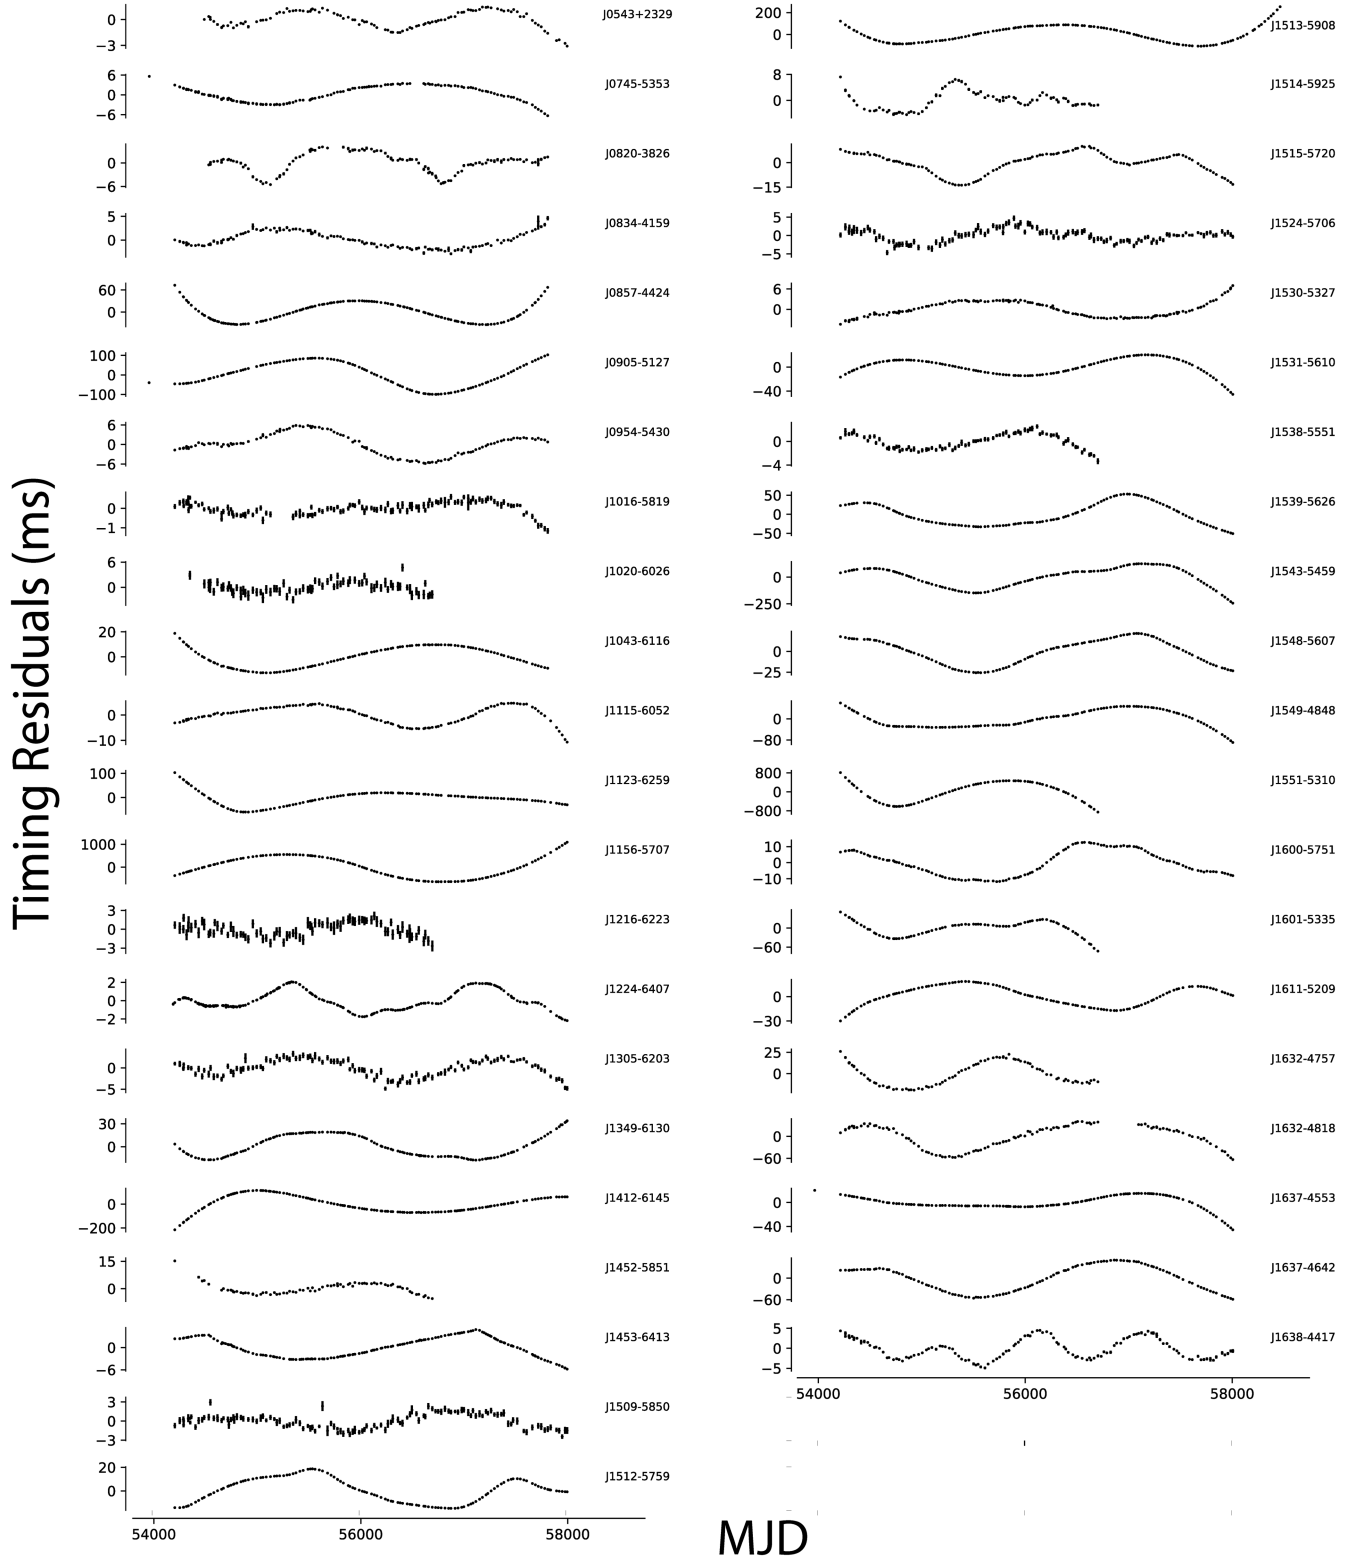 Timing Residuals (ms)
0
−3
J0543+2329
6
0
−6
J0745-5353
0
−6
J0820-3826
5
0
J0834-4159
60
0
J0857-4424
100
0
−100
J0905-5127
6
0
−6
J0954-5430
0
−1
J1016-5819
6
0
J1020-6026
20
0
J1043-6116
0
−10
J1115-6052
100
0
J1123-6259
1000
0
J1156-5707
3
0
−3
J1216-6223
2
0
−2
J1224-6407
0
−5
J1305-6203
30
0
J1349-6130
0
−200
J1412-6145
15
0
J1452-5851
0
−6
J1453-6413
3
0
−3
J1509-5850
20
0
J1512-5759
54000 56000 58000
200
0
J1513-5908
8
0
J1514-5925
0
−15
J1515-5720
5
0
−5
J1524-5706
6
0
J1530-5327
0
−40
J1531-5610
0
−4
J1538-5551
50
0
−50
J1539-5626
0
−250
J1543-5459
0
−25
J1548-5607
0
−80
J1549-4848
800
0
−800
J1551-5310
10
0
−10
J1600-5751
0
−60
J1601-5335
0
−30
J1611-5209
25
0
J1632-4757
0
−60
J1632-4818
0
−40
J1637-4553
0
−60
J1637-4642
5
0
−5
J1638-4417
54000 56000 58000
MJD